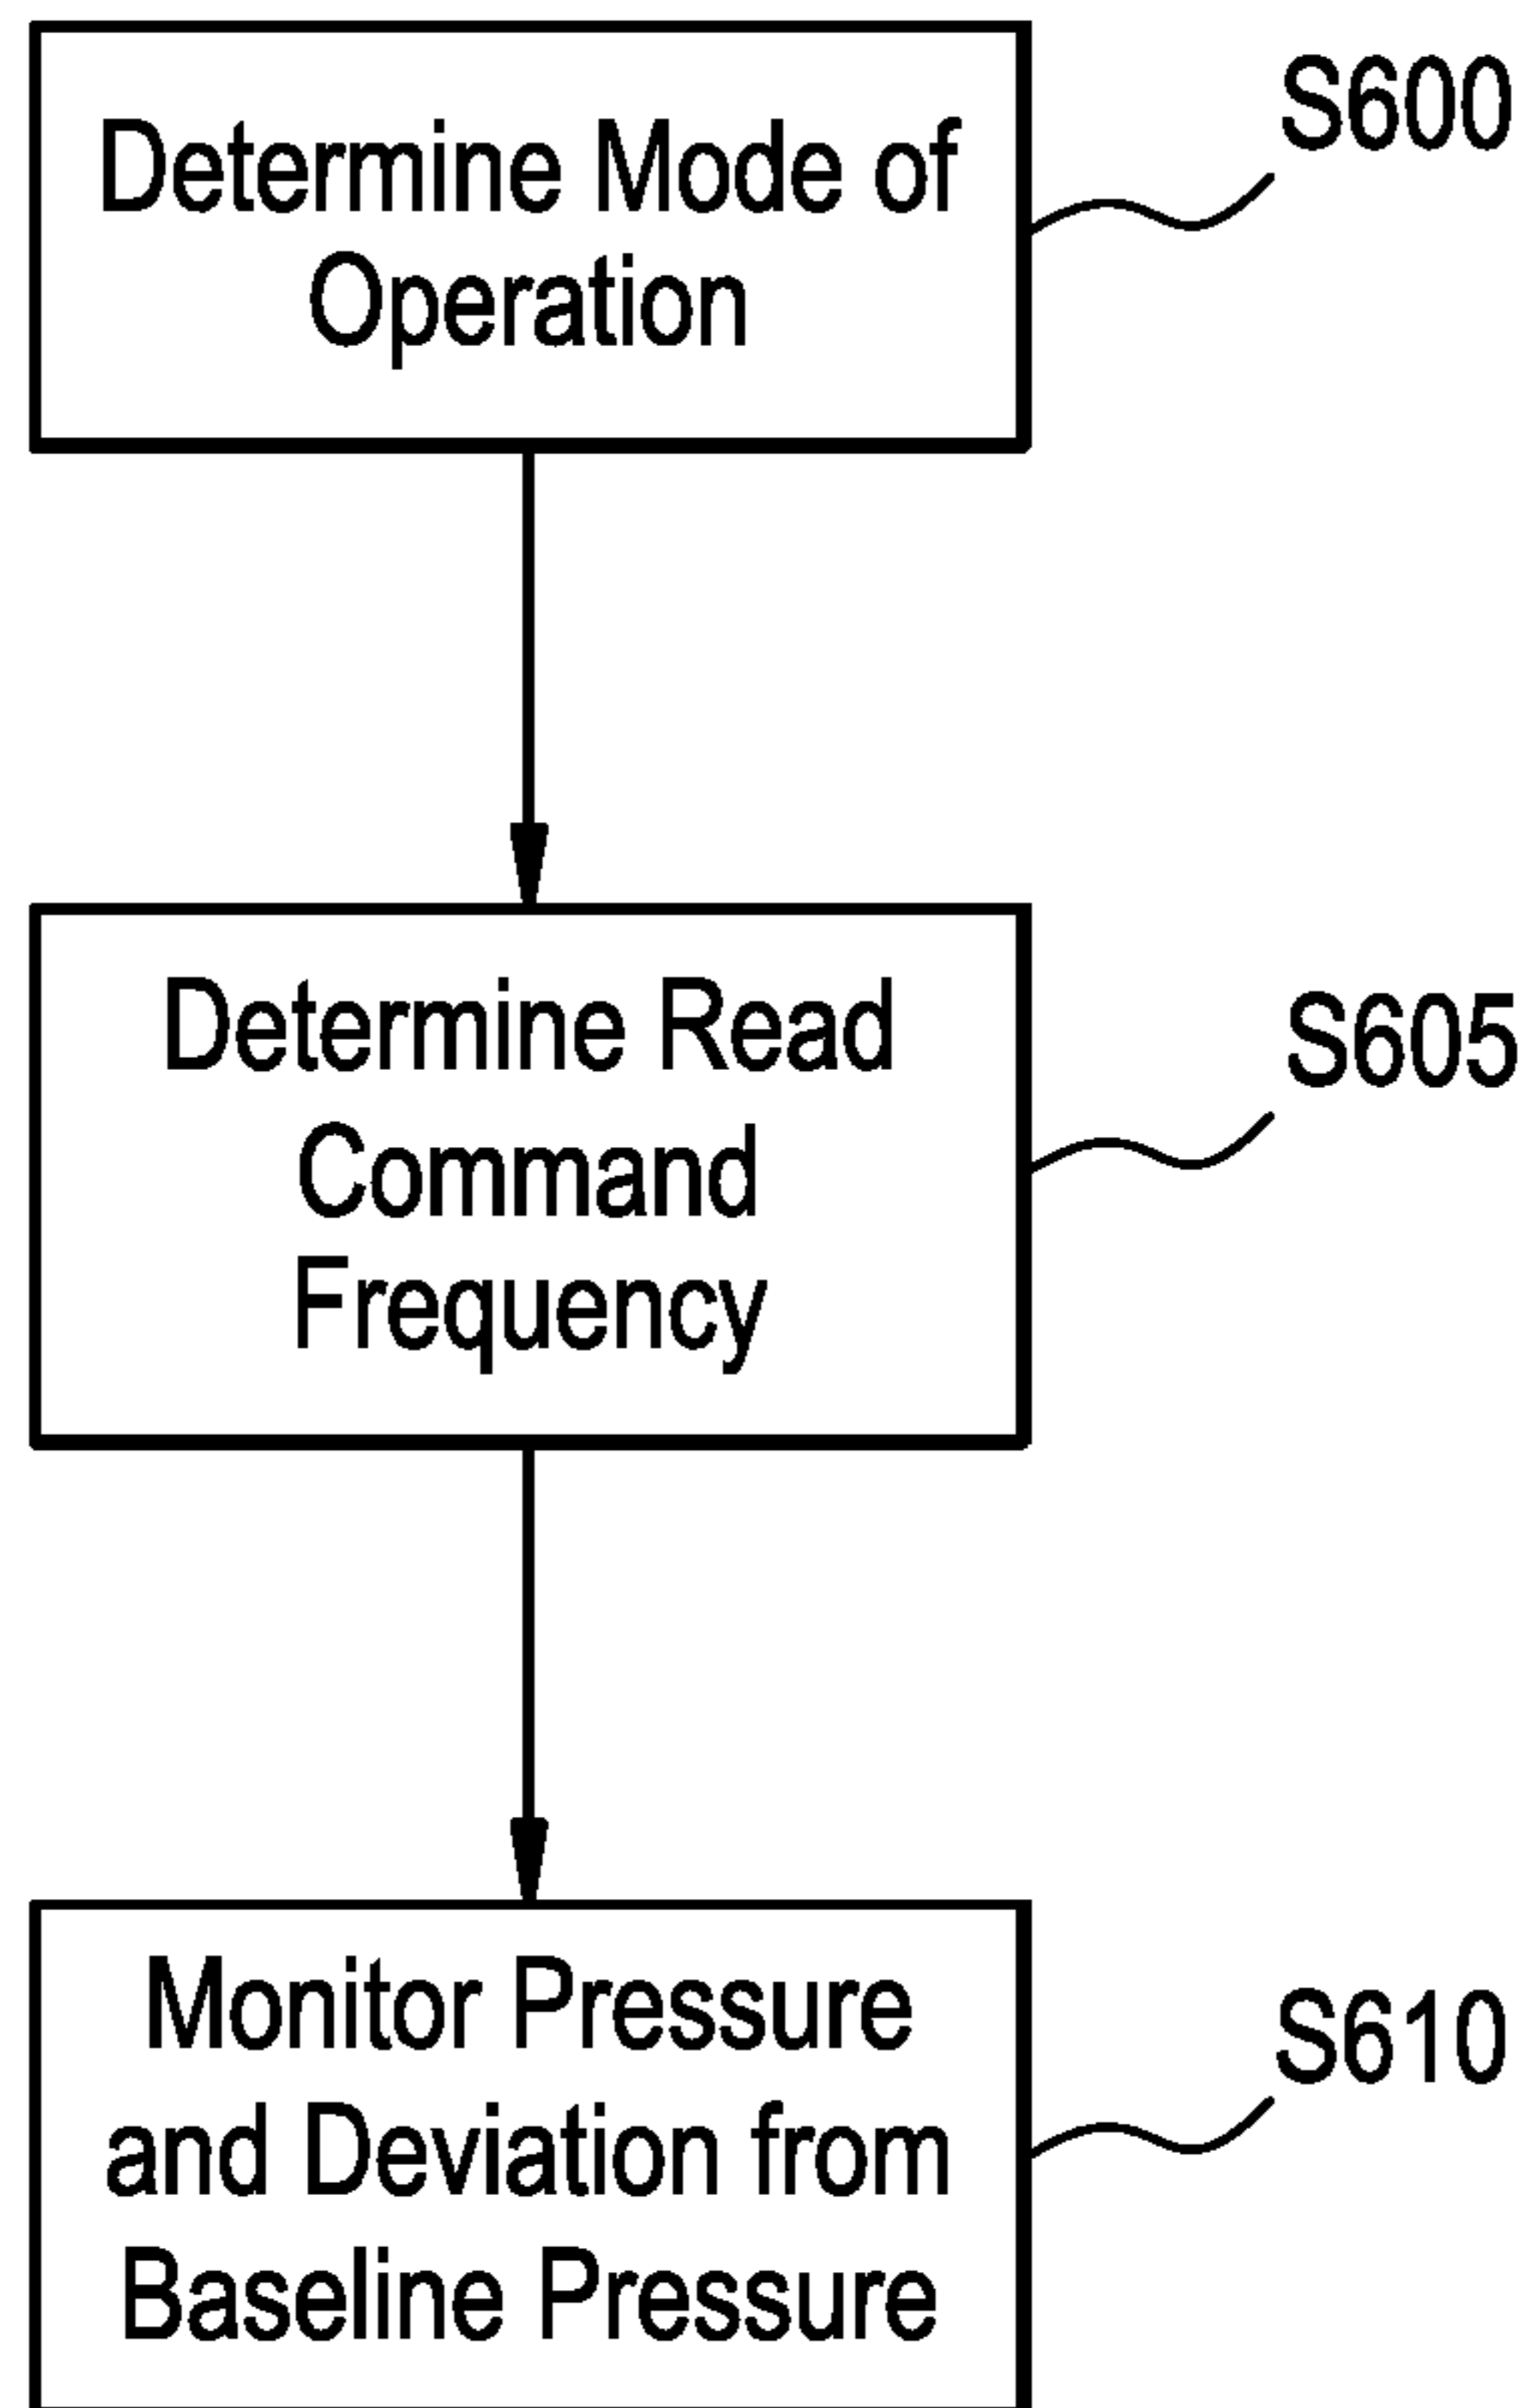 Determine Mode of
Operation
S600
Determine Read
Command
Frequency
S605
Monitor Pressure
and Deviation from
Baseline Pressure
S610